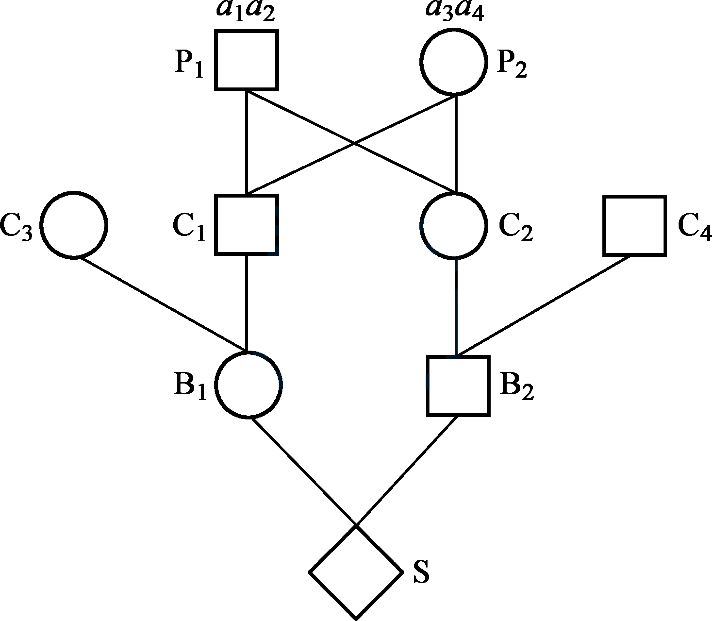 a₁a₂ a₃a₄
P₁ P₂
C₃ C₁ C₂ C₄
B₁ B₂
S